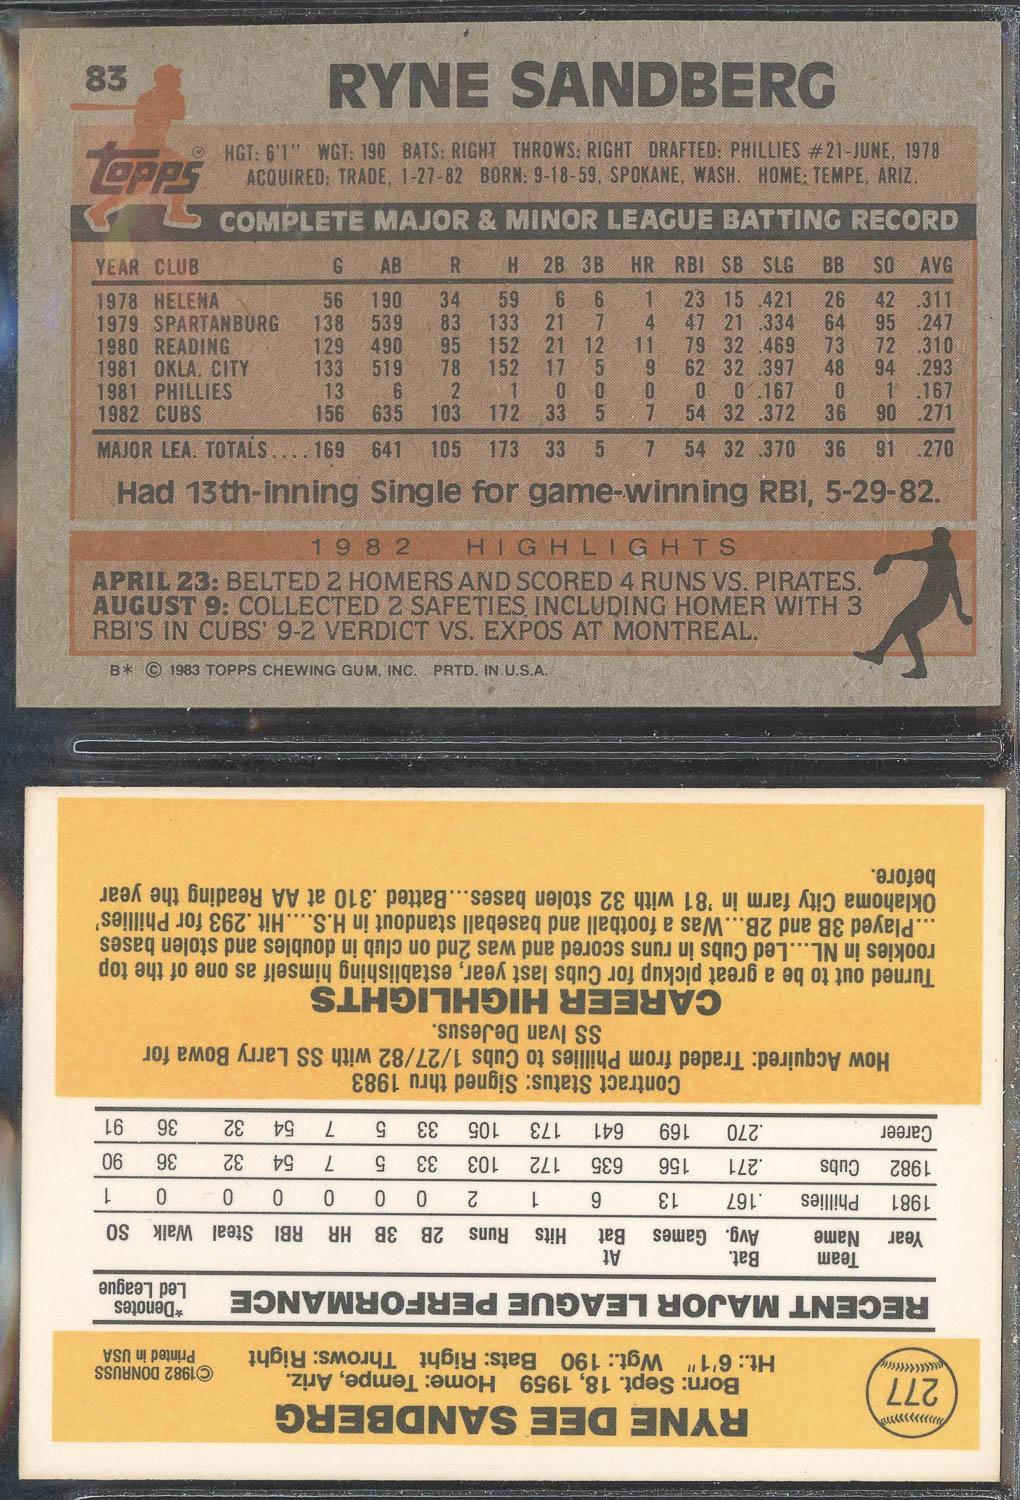 83
RYNE SANDBERG
topps
HGT: 6'1" WGT: 190 BATS: RIGHT THROWS: RIGHT DRAFTED: PHILLIES #21-JUNE, 1978
ACQUIRED: TRADE, 1-27-82 BORN: 9-18-59, SPOKANE, WASH. HOME: TEMPE, ARIZ.
COMPLETE MAJOR & MINOR LEAGUE BATTING RECORD
YEAR CLUB G AB R H 2B 3B HR RBI SB SLG BB SO AVG
1978 HELENA 56 190 34 59 6 6 1 23 15 .421 26 42 .311
1979 SPARTANBURG 138 539 83 133 21 7 4 47 21 .334 64 95 .247
1980 READING 129 490 95 152 21 12 11 79 32 .469 73 72 .310
1981 OKLA. CITY 133 519 78 152 17 5 9 62 32 .397 48 94 .293
1981 PHILLIES 13 6 2 1 0 0 0 0 0 .167 0 1 .167
1982 CUBS 156 635 103 172 33 5 7 54 32 .372 36 90 .271
MAJOR LEA. TOTALS.... 169 641 105 173 33 5 7 54 32 .370 36 91 .270
Had 13th-inning Single for game-winning RBI, 5-29-82.
1982 HIGHLIGHTS
APRIL 23: BELTED 2 HOMERS AND SCORED 4 RUNS VS. PIRATES.
AUGUST 9: COLLECTED 2 SAFETIES, INCLUDING HOMER WITH 3
RBI'S IN CUBS' 9-2 VERDICT VS. EXPOS AT MONTREAL.
B* © 1983 TOPPS CHEWING GUM, INC. PRTD. IN U.S.A.
277
RYNE DEE SANDBERG
Born: Sept. 18, 1959 Home: Tempe, Ariz.
Ht.: 6'1" Wgt.: 190 Bats: Right Throws: Right
©1982 DONRUSS
Printed in USA
RECENT MAJOR LEAGUE PERFORMANCE
*Denotes
Led League
Year Team Name Bat. Avg. Games At Bat Hits Runs 2B 3B HR RBI Steal Walk SO
1981 Phillies .167 13 6 1 2 0 0 0 0 0 0 1
1982 Cubs .271 156 635 172 103 33 5 7 54 32 36 90
Career .270 169 641 173 105 33 5 7 54 32 36 91
Contract Status: Signed thru 1983
How Acquired: Traded from Phillies to Cubs 1/27/82 with SS Larry Bowa for
SS Ivan DeJesus.
CAREER HIGHLIGHTS
Turned out to be a great pickup for Cubs last year, establishing himself as one of the top
rookies in NL...Led Cubs in runs scored and was 2nd on club in doubles and stolen bases
...Played 3B and 2B...Was a football and baseball standout in H.S....Hit .293 for Phillies'
Oklahoma City farm in '81 with 32 stolen bases...Batted .310 at AA Reading the year
before.